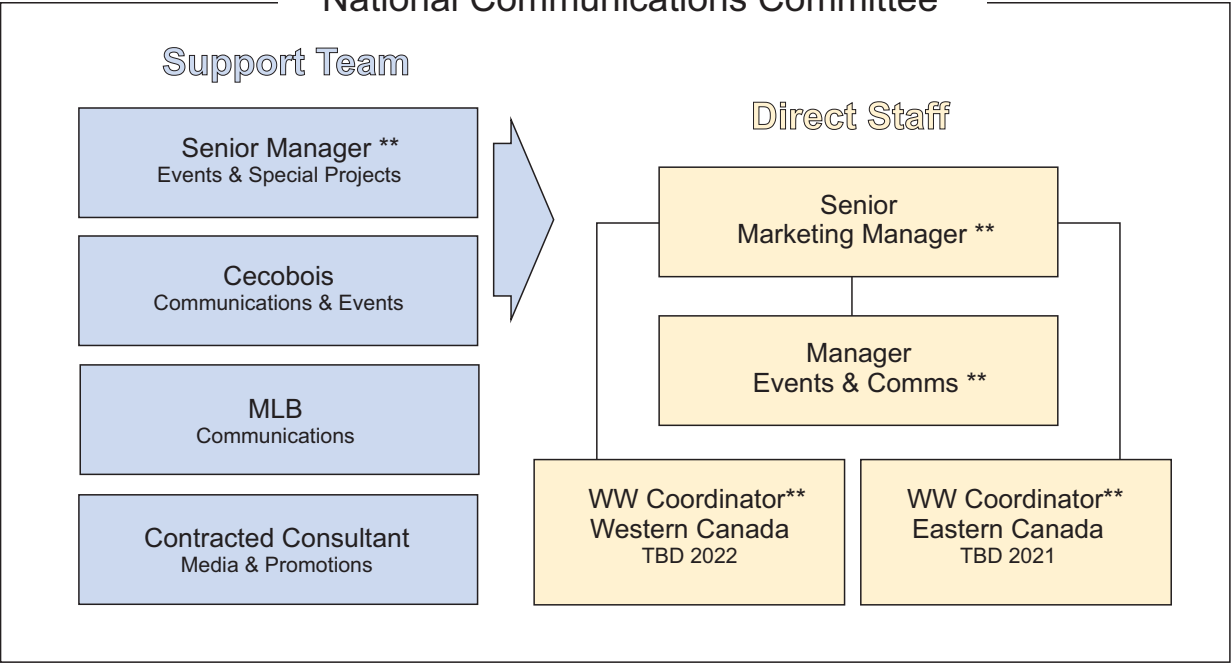 National Communications Committee
Support Team
Senior Manager **
Events & Special Projects
Cecobois
Communications & Events
MLB
Communications
Contracted Consultant
Media & Promotions
Direct Staff
Senior
Marketing Manager **
Manager
Events & Comms **
WW Coordinator**
Western Canada
TBD 2022
WW Coordinator**
Eastern Canada
TBD 2021